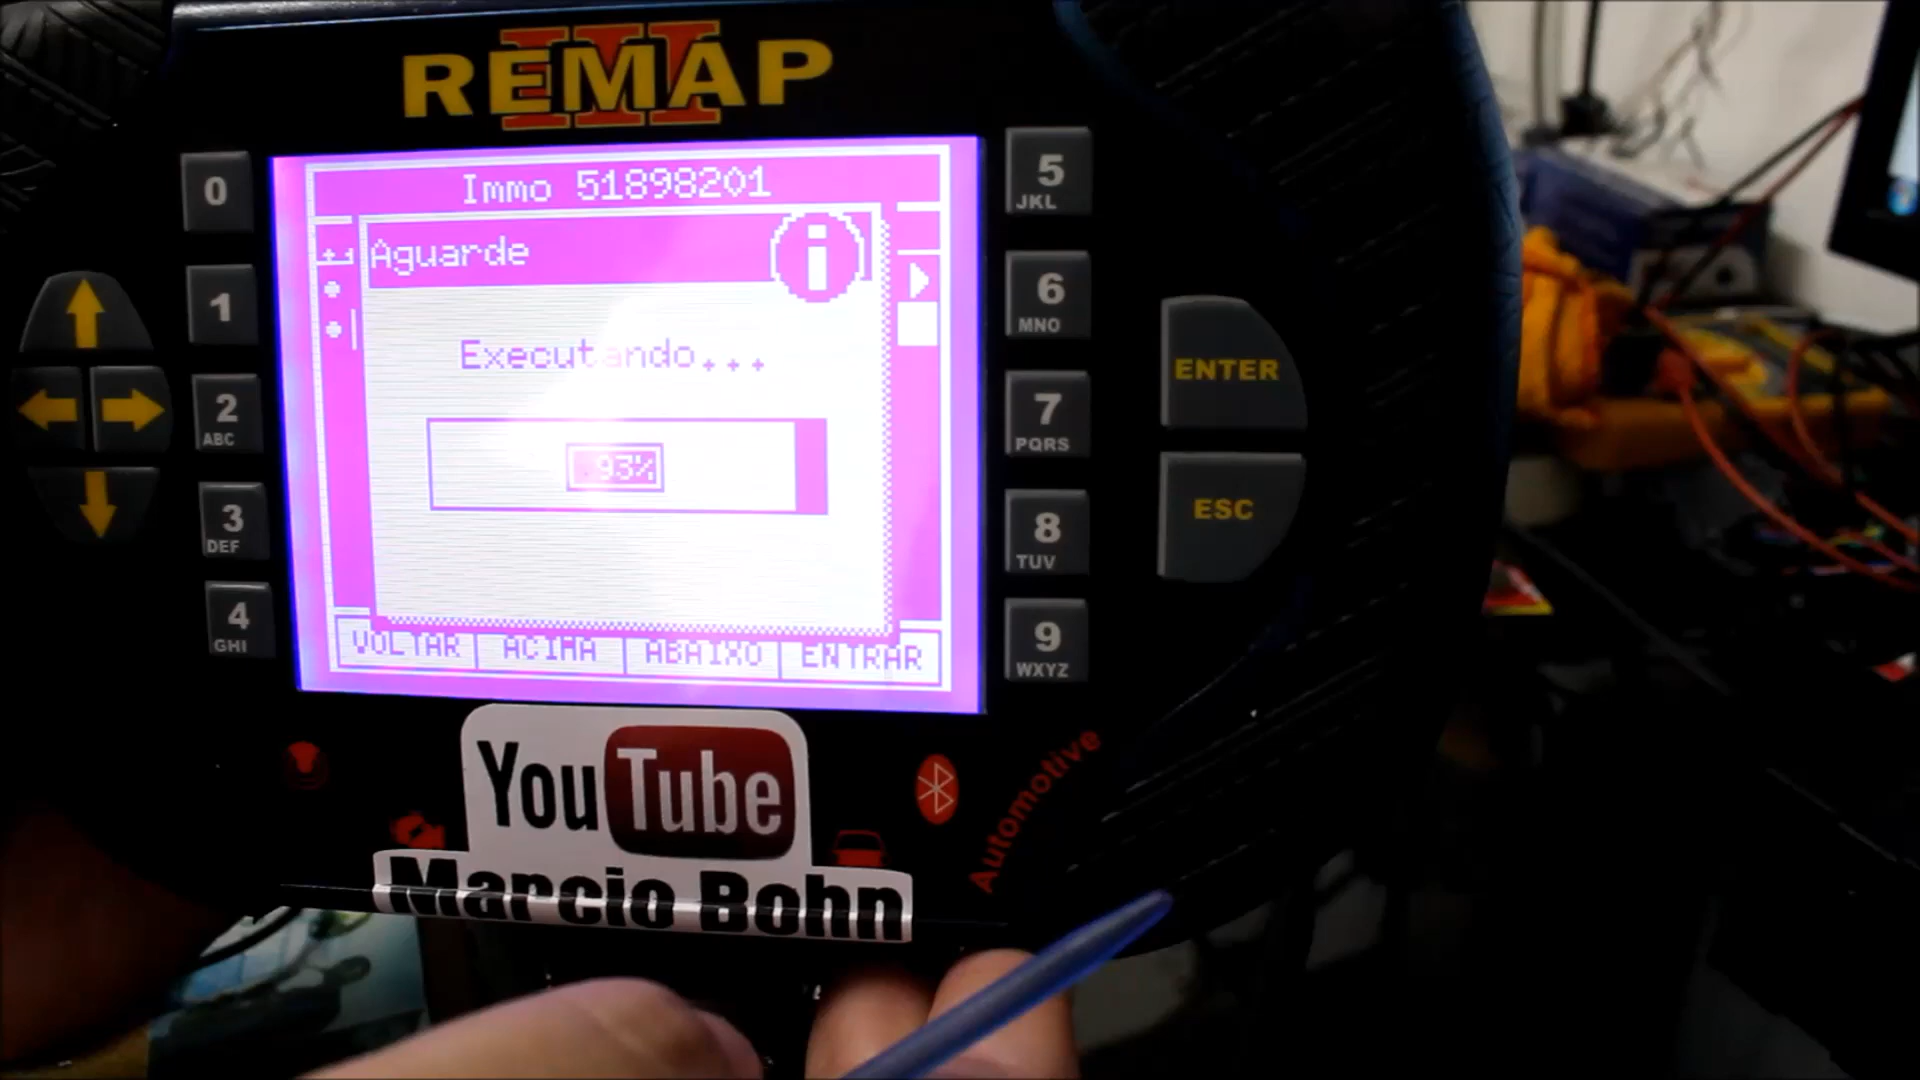 REMAP
III
Immo 51898201
Aguarde
i
Executando...
93%
VOLTAR ACIMA ABAIXO ENTRAR
0
1
2 ABC
3 DEF
4 GHI
5 JKL
6 MNO
7 PQRS
8 TUV
9 WXYZ
ENTER
ESC
YouTube
Marcio Bohn
Automotive